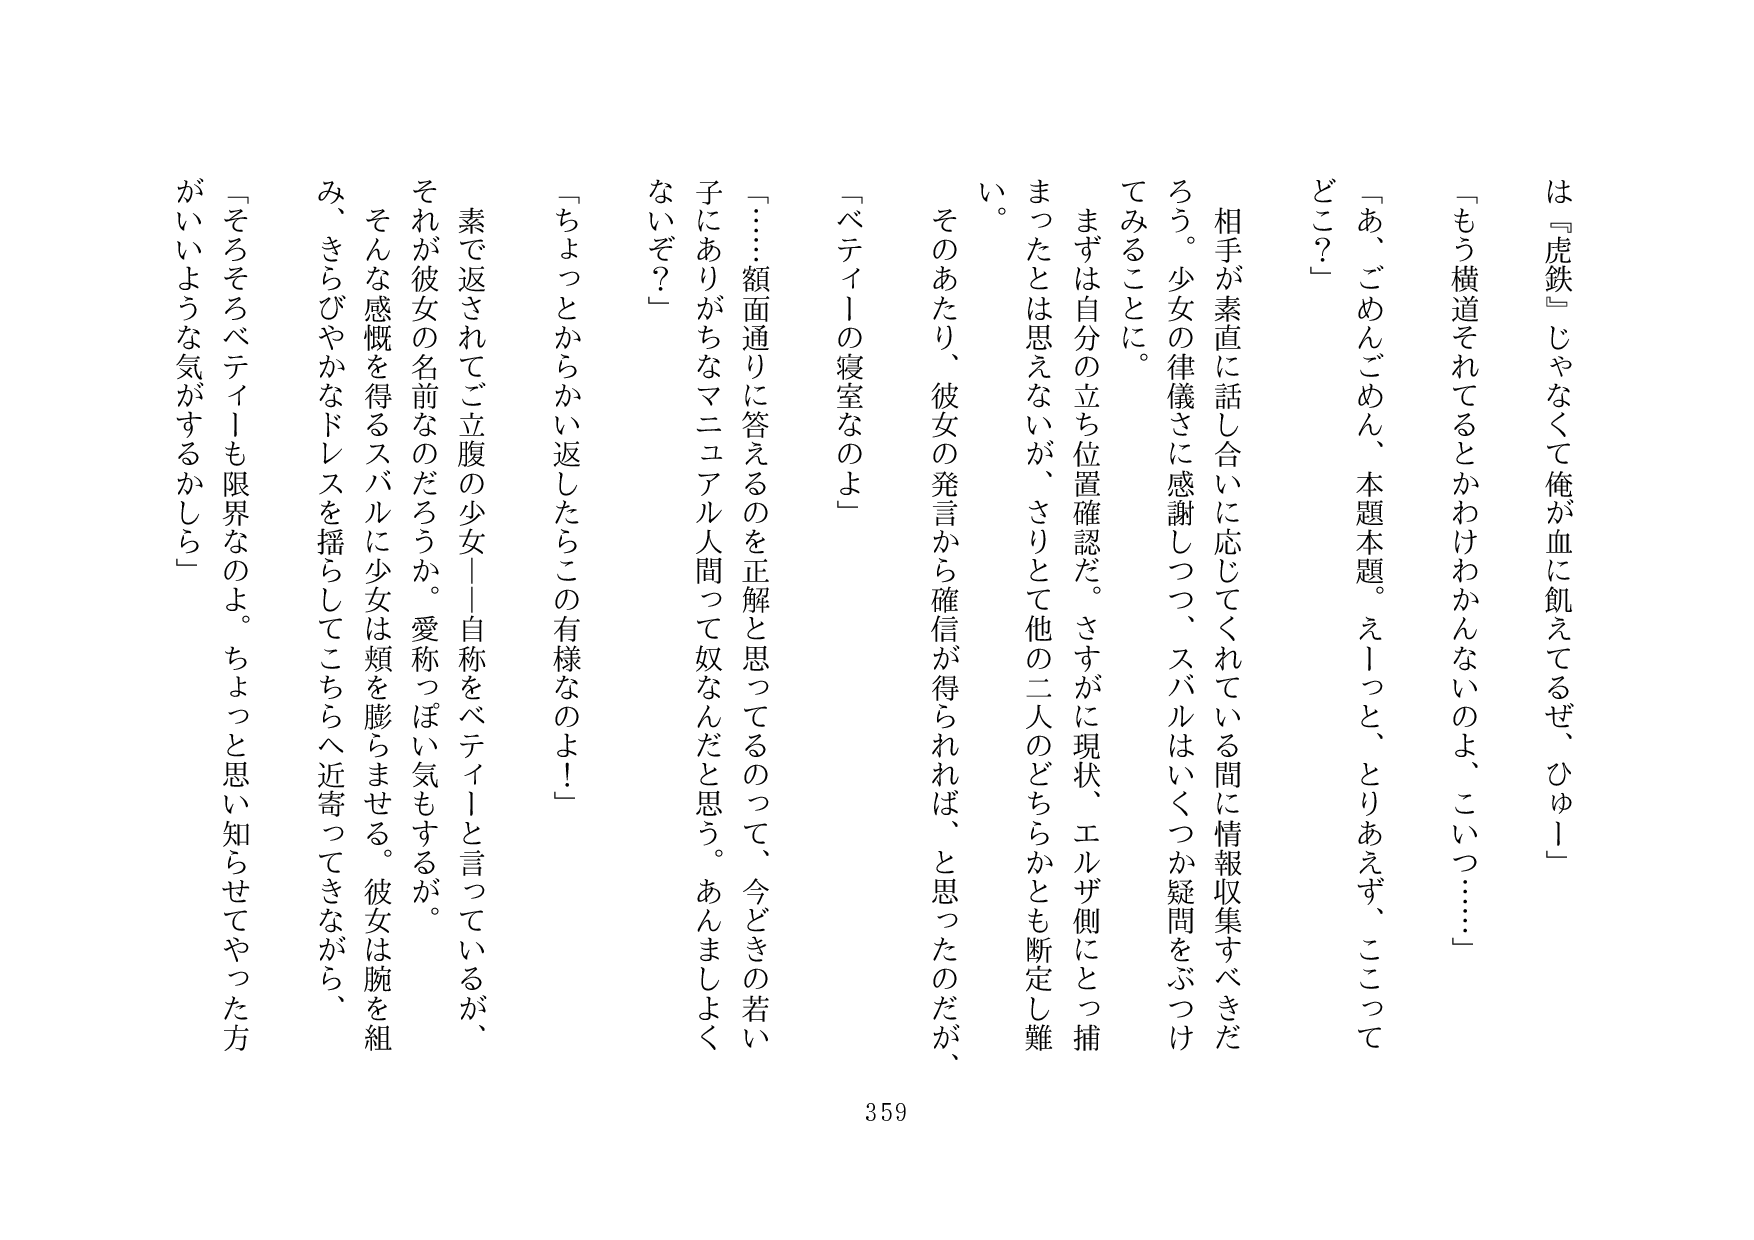 は『虎鉄』じゃなくて俺が血に飢えてるぜ、ひゅー」
「もう横道それてるとかわけわかんないのよ、こいつ……」
「あ、ごめんごめん、本題本題。えーっと、とりあえず、ここって
どこ？」
　相手が素直に話し合いに応じてくれている間に情報収集すべきだ
ろう。少女の律儀さに感謝しつつ、スバルはいくつか疑問をぶつけ
てみることに。
　まずは自分の立ち位置確認だ。さすがに現状、エルザ側にとっ捕
まったとは思えないが、さりとて他の二人のどちらかとも断定し難
い。
　そのあたり、彼女の発言から確信が得られれば、と思ったのだが、
「ベティーの寝室なのよ」
「……額面通りに答えるのを正解と思ってるのって、今どきの若い
子にありがちなマニュアル人間って奴なんだと思う。あんましよく
ないぞ？」
「ちょっとからかい返したらこの有様なのよ！」
　素で返されてご立腹の少女――自称をベティーと言っているが、
それが彼女の名前なのだろうか。愛称っぽい気もするが。
　そんな感慨を得るスバルに少女は頬を膨らませる。彼女は腕を組
み、きらびやかなドレスを揺らしてこちらへ近寄ってきながら、
「そろそろベティーも限界なのよ。ちょっと思い知らせてやった方
がいいような気がするかしら」
359